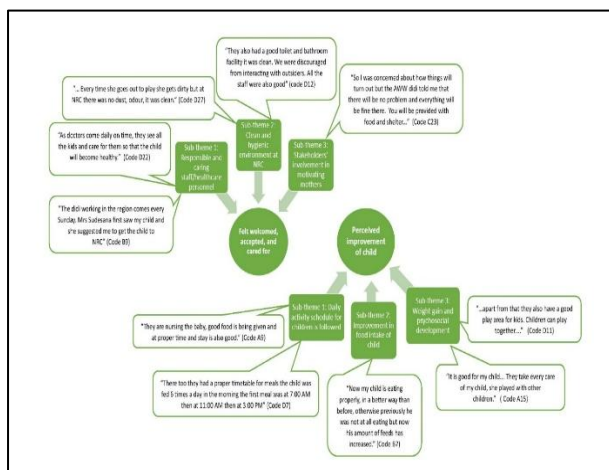 "They also had a good toilet and bathroom
facility it was clean. We were discouraged
from interacting with outsiders. All the
staff were also good" (code D12)
"... Every time she goes out to play she gets dirty but at
NRC there was no dust, odour, it was clean." (Code D27)
"So I was concerned about how things will
turn out but the AWW did told me that
there will be no problem and everything will
be fine there. You will be provided with
food and shelter..." (Code C23)
"As doctors come daily on time, they see all
the kids and care for them so that the child
will become healthy." (Code D22)
Sub theme 1:
Responsible and
caring
staff/healthcare
personnel
Sub theme 2:
Clean and
hygienic
environment at
NRC
Sub theme 3:
Stakeholders'
involvement in
motivating
mothers
"The didi working in the region comes every
Sunday. Mrs Sudesana first saw my child and
she suggested me to get the child to
NRC" (Code B9)
Felt welcomed,
accepted, and
cared for
Perceived
improvement
of child
Sub theme 1: Daily
activity schedule for
children is followed
Sub theme 2:
Improvement in
food intake of
child
Sub theme 3:
Weight gain and
psychosocial
development
"...apart from that they also have a good
play area for kids. Children can play
together..." (Code D11)
"They are nursing the baby, good food is being given and
at proper time and stay is also good." (Code A9)
"There too they had a proper timetable for meals the child was
fed 6 times a day in the morning the first meal was at 7:00 AM
then at 11:00 AM then at 3:00 PM" (Code D7)
"Now my child is eating
properly, in a better way than
before, otherwise previously he
was not at all eating but now
His amount of feeds has
increased." (Code 67)
"It is good for my child... They take every care
of my child, she played with other
children." ( Code A15)